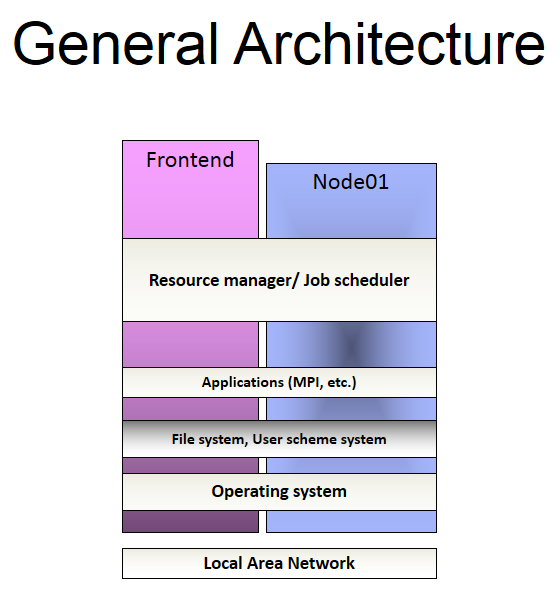 General Architecture
Frontend
Node01
Resource manager/ Job scheduler
Applications (MPI, etc.)
File system, User scheme system
Operating system
Local Area Network